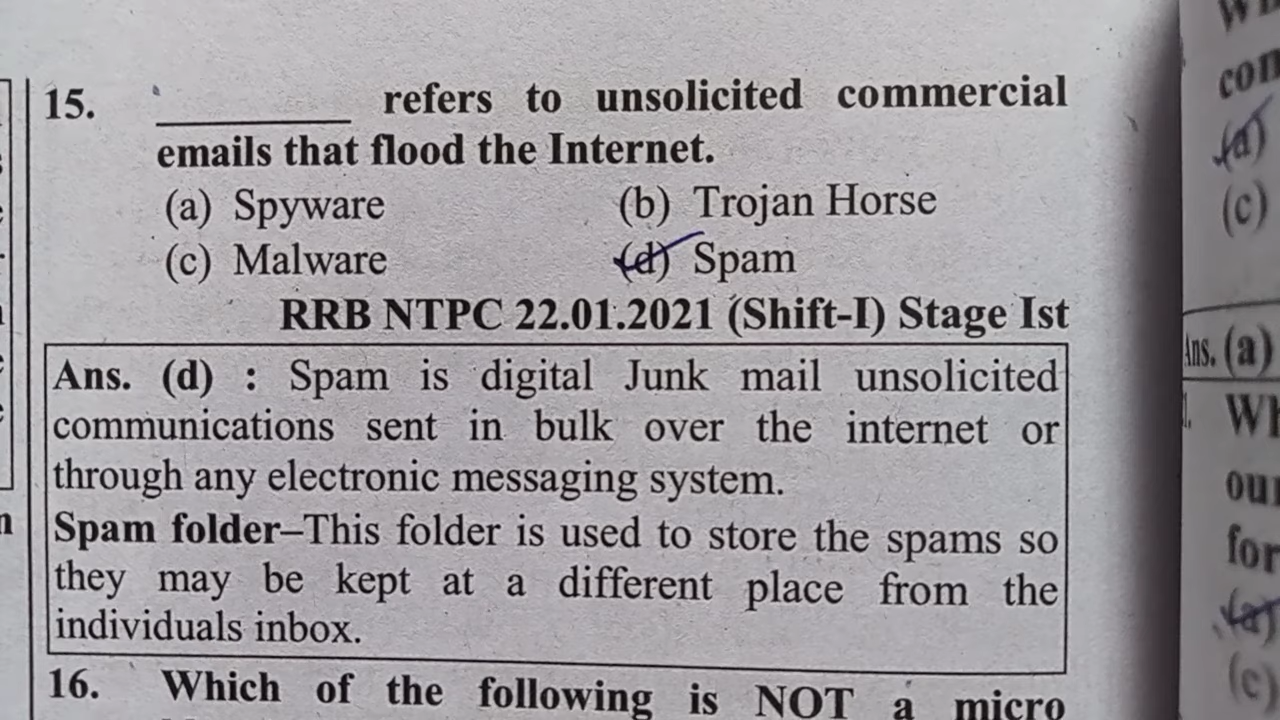 15. ________ refers to unsolicited commercial
emails that flood the Internet.
(a) Spyware (b) Trojan Horse
(c) Malware (d) Spam
RRB NTPC 22.01.2021 (Shift-I) Stage Ist
Ans. (d) : Spam is digital Junk mail unsolicited
communications sent in bulk over the internet or
through any electronic messaging system.
Spam folder–This folder is used to store the spams so
they may be kept at a different place from the
individuals inbox.
16. Which of the following is NOT a micro
(a)
(c)
Ans. (a)
(a)
(c)